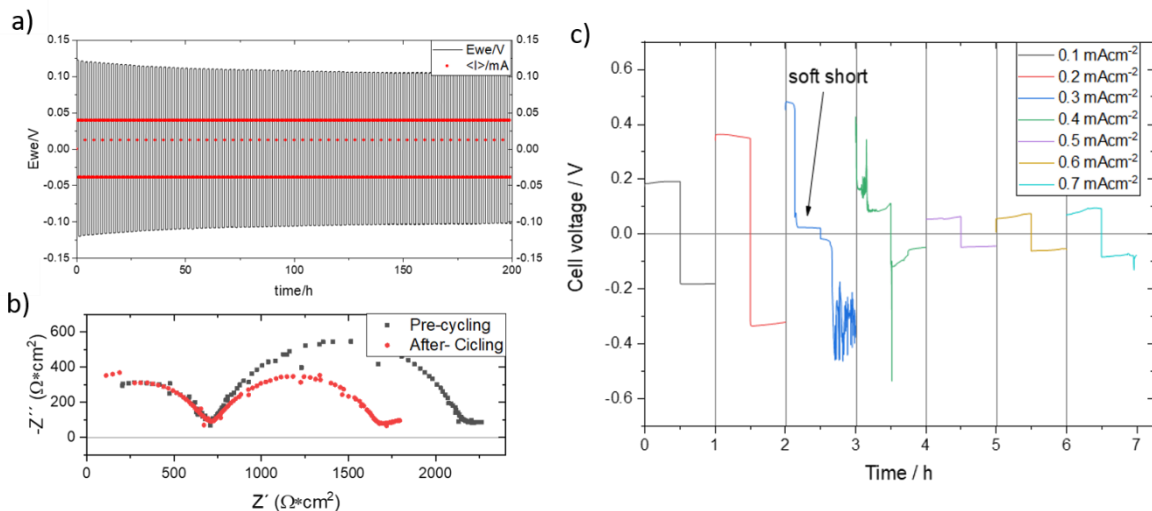 a)
0.15
0.10
0.05
0.00
-0.05
-0.10
-0.15
Ewe/V
0
50
100
150
200
time/h
0.15
0.10
0.05
0.00
-0.05
-0.10
-0.15
Ewe/V
<I>/mA
b)
600
400
200
0
-Z´´ (Ω*cm²)
0
500
1000
1500
2000
Z´ (Ω*cm²)
Pre-cycling
After- Cicling
c)
0.6
0.4
0.2
0.0
-0.2
-0.4
-0.6
Cell voltage / V
0
1
2
3
4
5
6
7
Time / h
soft short
0.1 mAcm⁻²
0.2 mAcm⁻²
0.3 mAcm⁻²
0.4 mAcm⁻²
0.5 mAcm⁻²
0.6 mAcm⁻²
0.7 mAcm⁻²